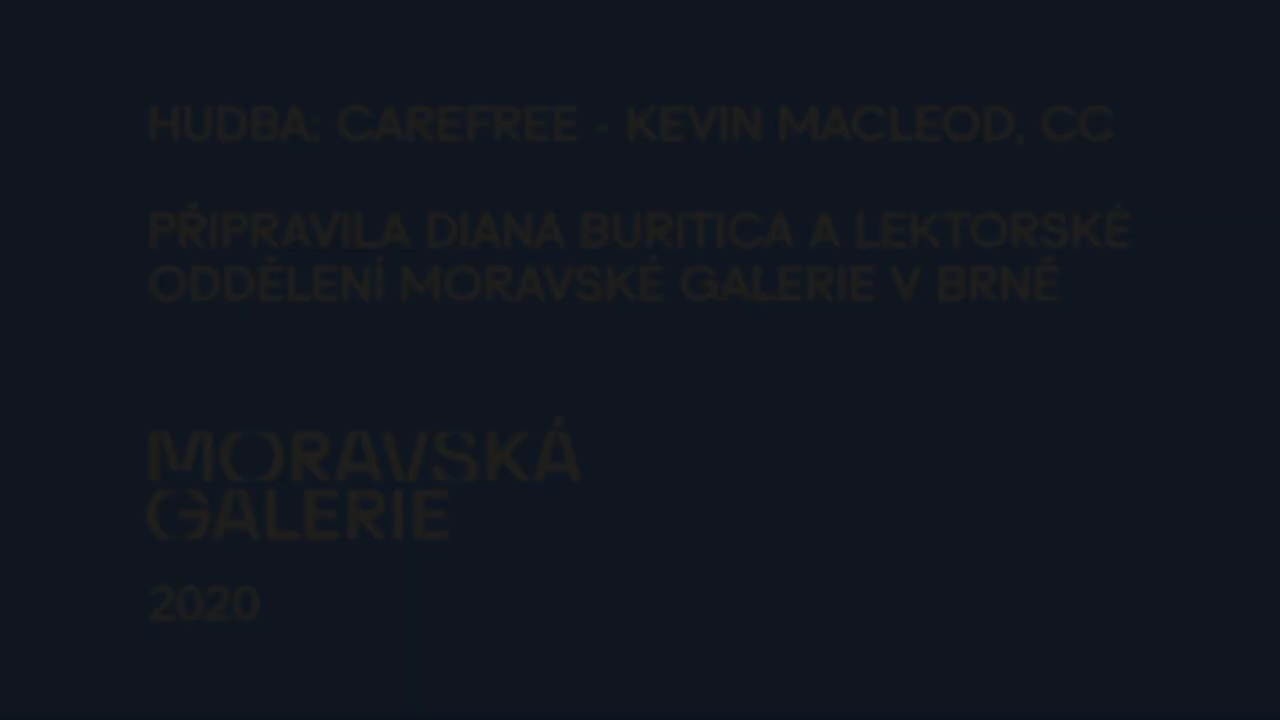 HUDBA: CAREFREE - KEVIN MACLEOD, CC
PŘIPRAVILA DIANA BURITICA A LEKTORSKÉ
ODDĚLENÍ MORAVSKÉ GALERIE V BRNĚ
MORAVSKÁ
GALERIE
2020